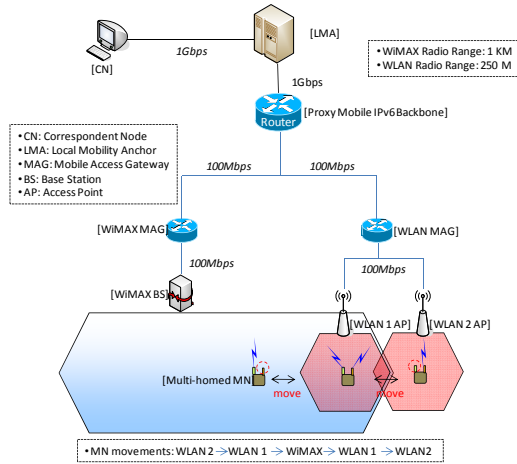 [CN]
1Gbps
[LMA]
1Gbps
• WiMAX Radio Range: 1 KM
• WLAN Radio Range: 250 M
Router
[Proxy Mobile IPv6 Backbone]
• CN: Correspondent Node
• LMA: Local Mobility Anchor
• MAG: Mobile Access Gateway
• BS: Base Station
• AP: Access Point
100Mbps
100Mbps
[WiMAX MAG]
[WLAN MAG]
100Mbps
100Mbps
[WiMAX BS]
[WLAN 1 AP]
[WLAN 2 AP]
[Multi-homed MN]
move
move
• MN movements: WLAN 2 → WLAN 1 → WiMAX → WLAN 1 → WLAN2